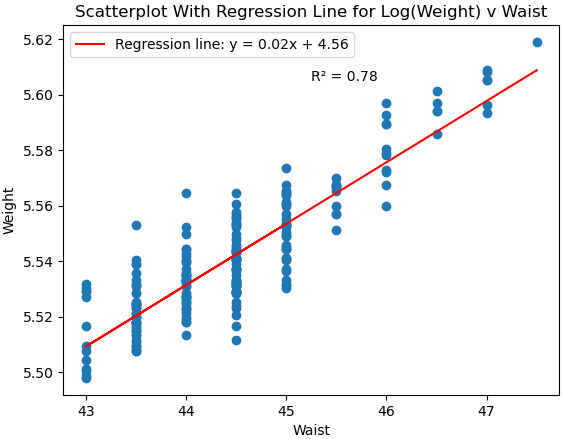 Scatterplot With Regression Line for Log(Weight) v Waist
Regression line: y = 0.02x + 4.56
R² = 0.78
5.62
5.60
5.58
5.56
5.54
5.52
5.50
Weight
43
44
45
46
47
Waist